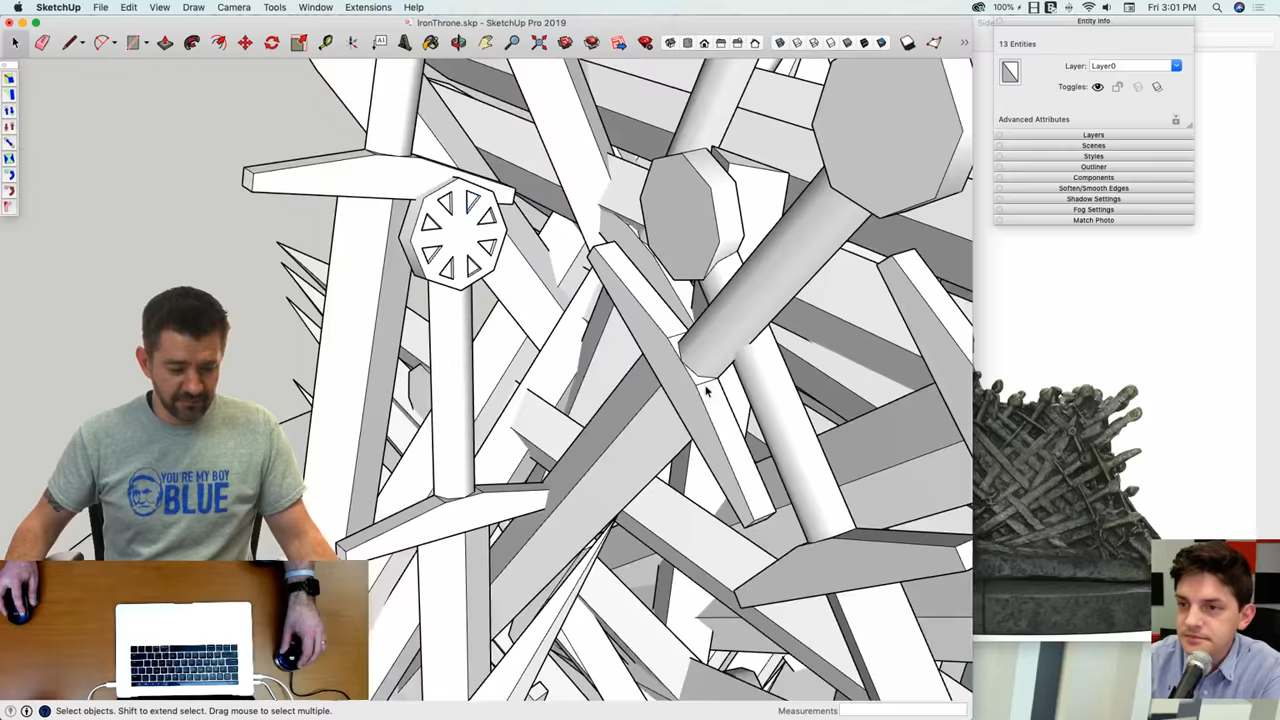 SketchUp File Edit View Draw Camera Tools Window Extensions Help
100% Fri 3:01 PM
IronThrone.skp - SketchUp Pro 2019
Side
Entity Info
13 Entities
Layer: Layer0
Toggles:
Advanced Attributes
Layers
Scenes
Styles
Outliner
Components
Soften/Smooth Edges
Shadow Settings
Fog Settings
Match Photo
YOU'RE MY BOY
BLUE
Select objects. Shift to extend select. Drag mouse to select multiple.
Measurements